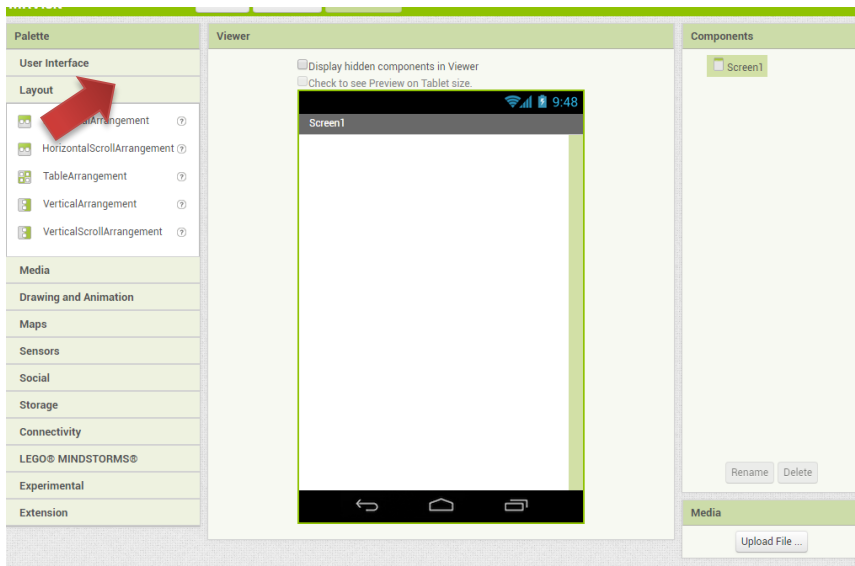 Palette
User Interface
Layout
HorizontalScrollArrangement
TableArrangement
VerticalArrangement
VerticalScrollArrangement
Media
Drawing and Animation
Maps
Sensors
Social
Storage
Connectivity
LEGO® MINDSTORMS®
Experimental
Extension
Viewer
Display hidden components in Viewer
Check to see Preview on Tablet size.
9:48
Screen1
Components
Screen1
Rename Delete
Media
Upload File ...